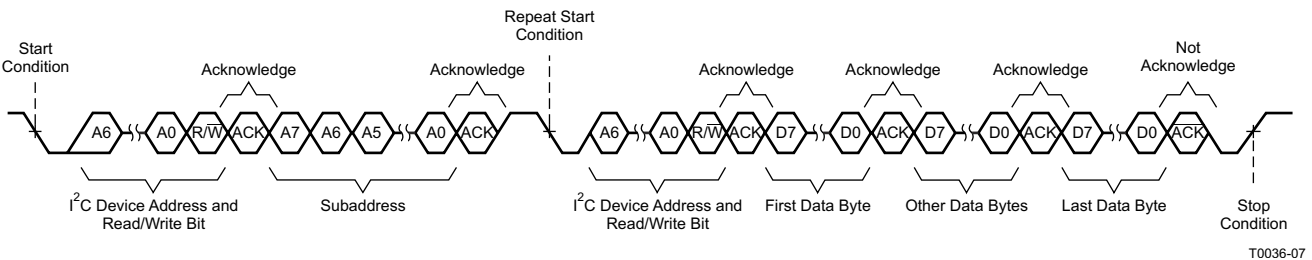 Repeat Start
Condition
Start
Condition
Not
Acknowledge
Acknowledge Acknowledge Acknowledge Acknowledge Acknowledge
A6 A0 R/W̅ ACK A7 A6 A5 A0 ACK A6 A0 R/W̅ ACK D7 D0 ACK D7 D0 ACK D7 D0 A̅C̅K̅
I²C Device Address and Subaddress I²C Device Address and First Data Byte Other Data Bytes Last Data Byte Stop
Read/Write Bit Read/Write Bit Condition
T0036-07